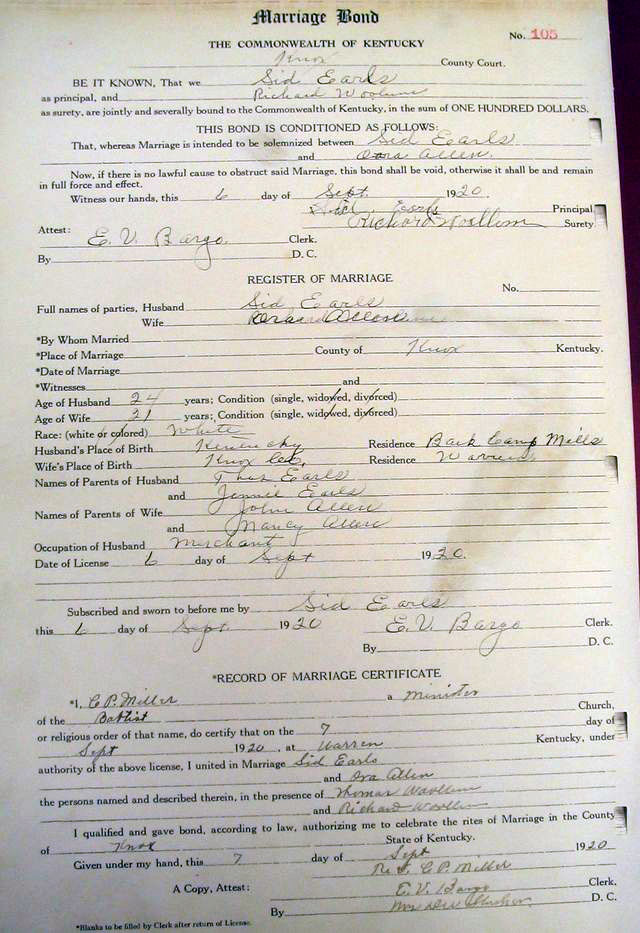 Marriage Bond
No. 105
THE COMMONWEALTH OF KENTUCKY
Knox County Court.
BE IT KNOWN, That we Sid Earls
as principal, and Richard Woolum
as surety, are jointly and severally bound to the Commonwealth of Kentucky, in the sum of ONE HUNDRED DOLLARS.
THIS BOND IS CONDITIONED AS FOLLOWS:
That, whereas Marriage is intended to be solemnized between Sid Earls
and Allen.
Now, if there is no lawful cause to obstruct said Marriage, this bond shall be void, otherwise it shall be and remain
in full force and effect.
Witness our hands, this 6 day of Sept. 1920.
Sid Earls Principal
Richard Woollum Surety
Attest: E. V. Bargo. Clerk.
By D. C.
REGISTER OF MARRIAGE
No.
Full names of parties, Husband Sid Earls
Wife Allen
*By Whom Married
*Place of Marriage County of Knox Kentucky.
*Date of Marriage
*Witnesses and
Age of Husband 24 years; Condition (single, widowed, divorced)
Age of Wife 21 years; Condition (single, widowed, divorced)
Race: (white or colored) White
Husband's Place of Birth Kentucky Residence Bark Camp Mills
Wife's Place of Birth Knox Co. Residence Warren
Names of Parents of Husband Earls
and Jennie Earls
Names of Parents of Wife John Allen
and Nancy Allen
Occupation of Husband Merchant
Date of License 6 day of Sept 1920.
Subscribed and sworn to before me by Sid Earls
this 6 day of Sept. 1920 E. V. Bargo Clerk.
By D. C.
*RECORD OF MARRIAGE CERTIFICATE
*I, C P. Miller a Minister Church,
of the Baptist
or religious order of that name, do certify that on the 7 day of
Sept 1920, at Warren Kentucky, under
authority of the above license, I united in Marriage Sid Earls
and Ora Allen
the persons named and described therein, in the presence of Thomas Woollum
and Richard Woollum
I qualified and gave bond, according to law, authorizing me to celebrate the rites of Marriage in the County
of Knox State of Kentucky.
Given under my hand, this 7 day of Sept 1920
C P. Miller
A Copy, Attest: E. V. Bargo Clerk.
By D. C.
*Blanks to be filled by Clerk after return of License.